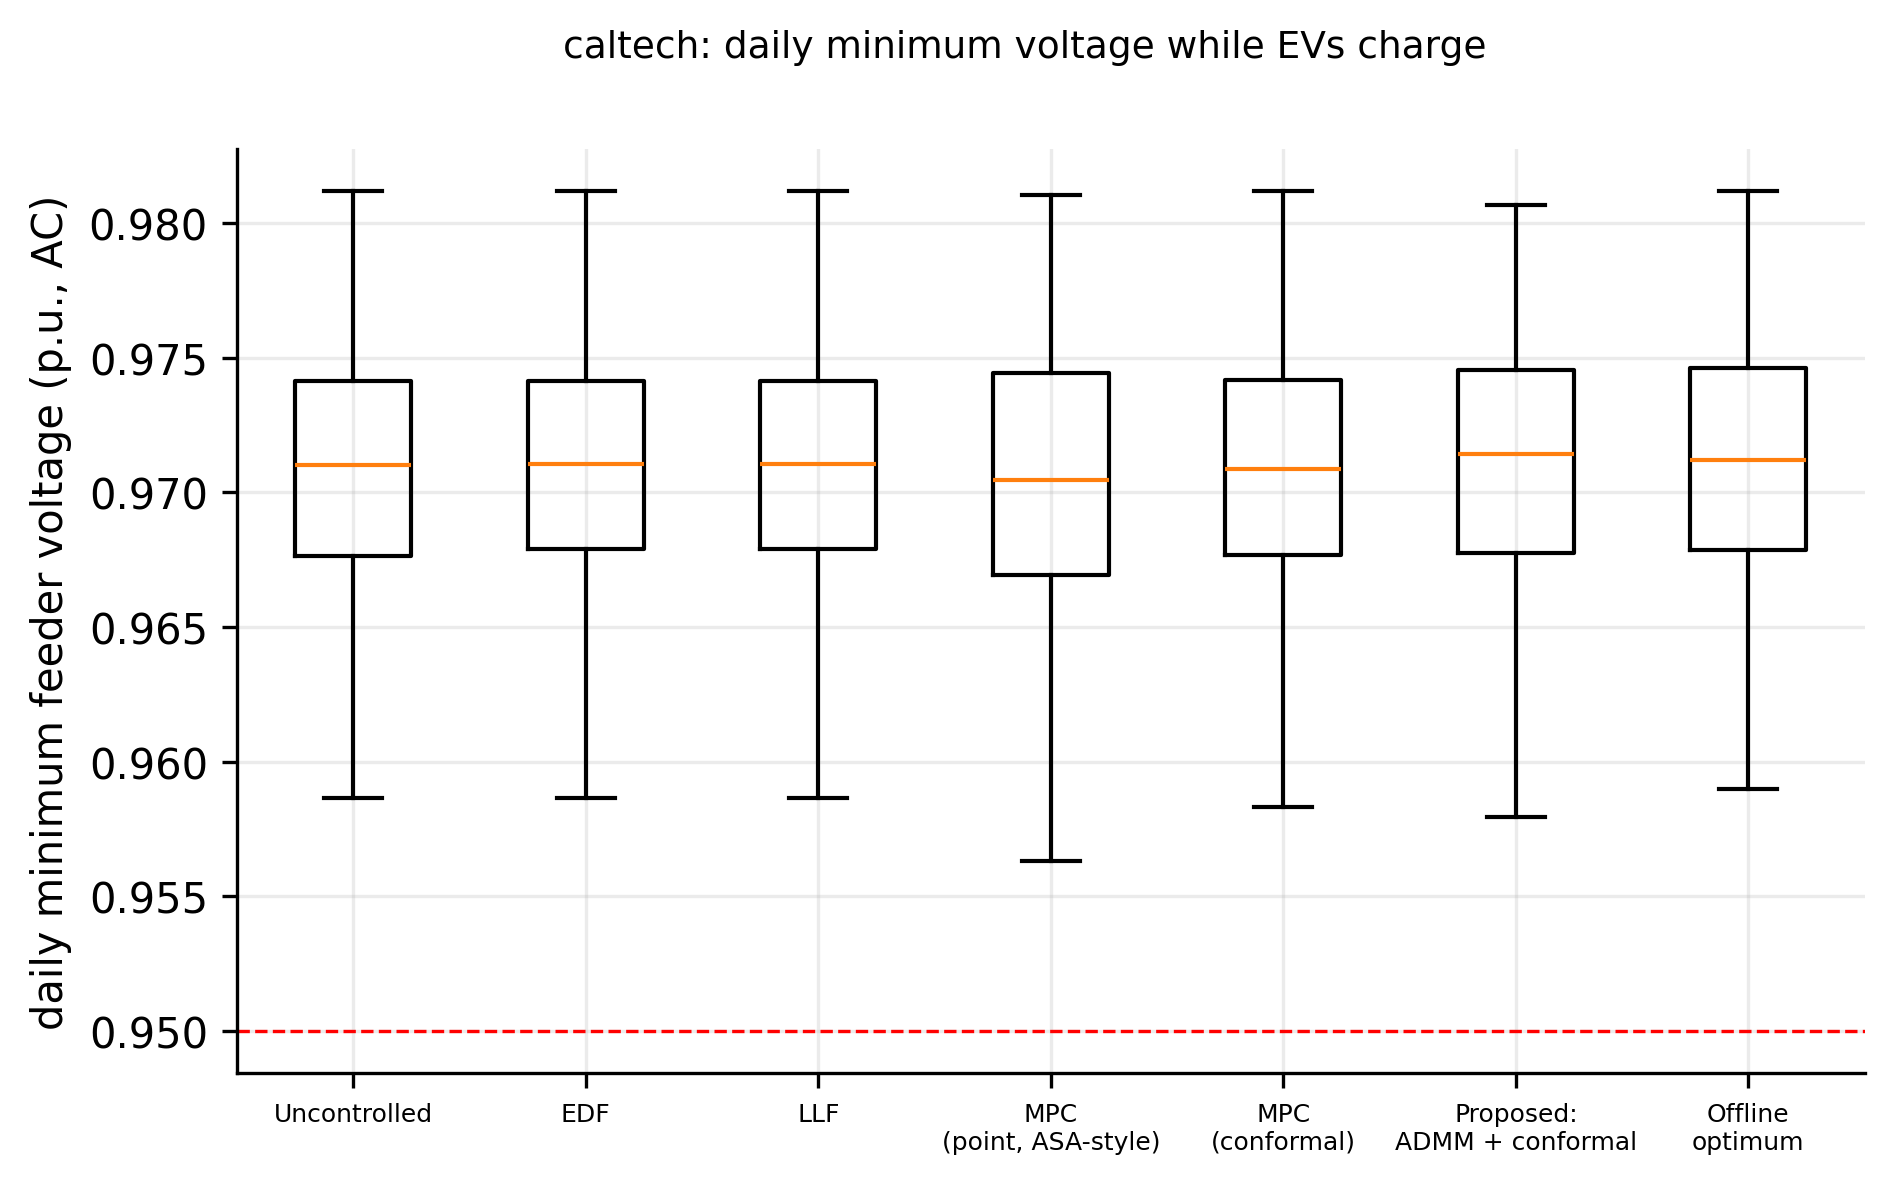 caltech: daily minimum voltage while EVs charge
daily minimum feeder voltage (p.u., AC)
0.980
0.975
0.970
0.965
0.960
0.955
0.950
Uncontrolled
EDF
LLF
MPC
(point, ASA-style)
MPC
(conformal)
Proposed:
ADMM + conformal
Offline
optimum